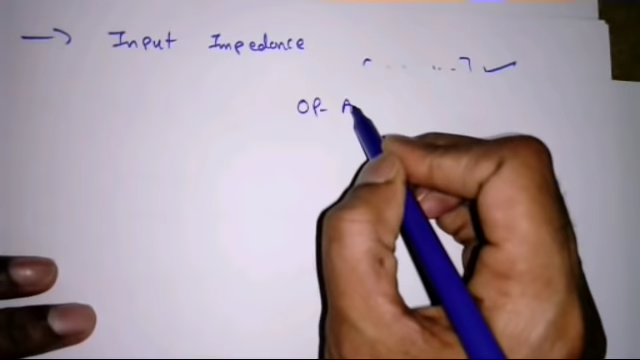 → Input Impedance
OP- A